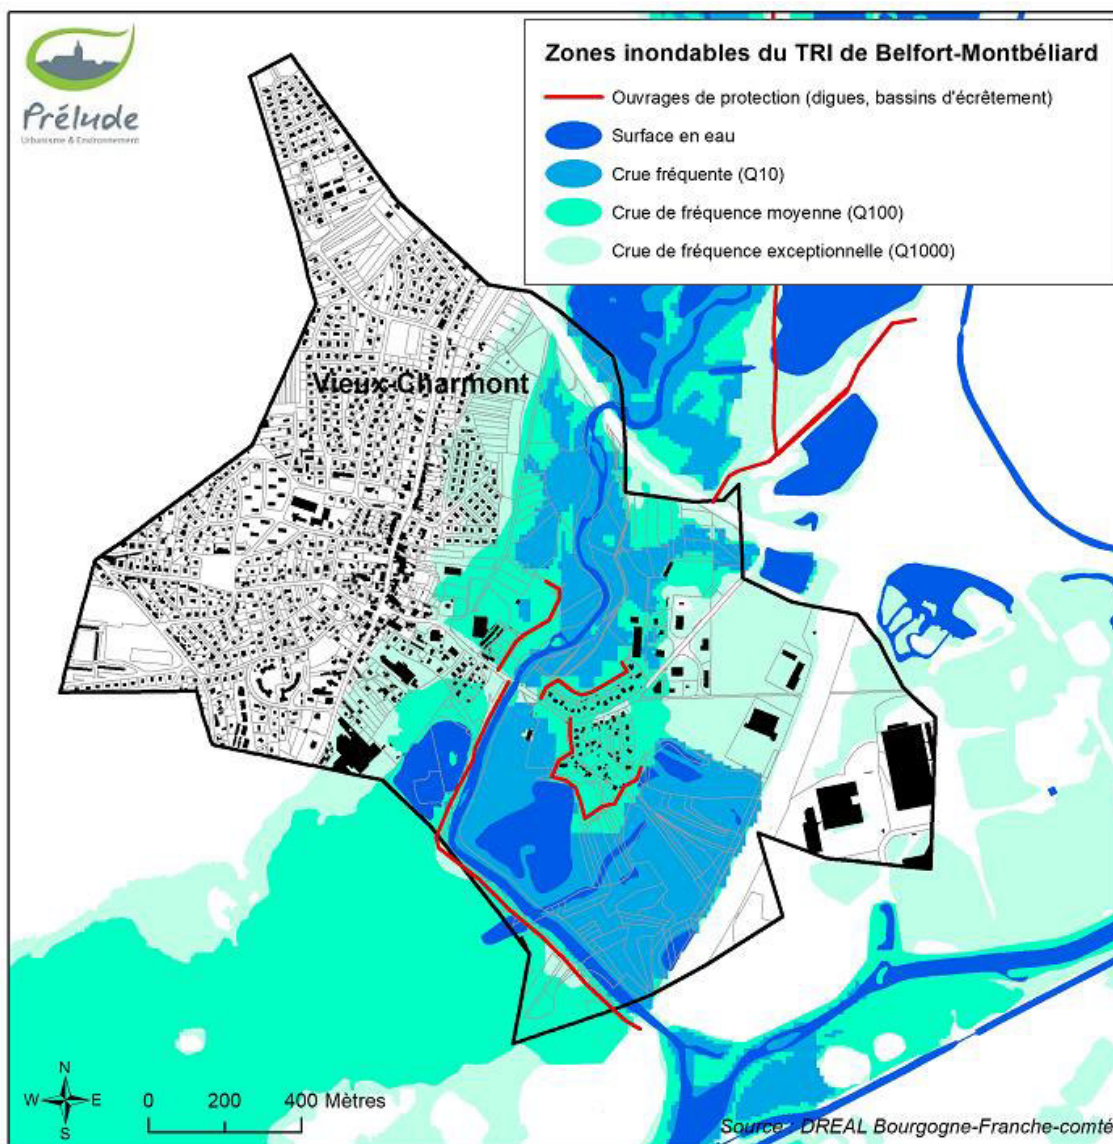 Prélude
Urbanisme & Environnement
Zones inondables du TRI de Belfort-Montbéliard
Ouvrages de protection (digues, bassins d'écrêtement)
Surface en eau
Crue fréquente (Q10)
Crue de fréquence moyenne (Q100)
Crue de fréquence exceptionnelle (Q1000)
Vieux-Charmont
N
W E
S
0 200 400 Mètres
Source : DREAL Bourgogne-Franche-comté